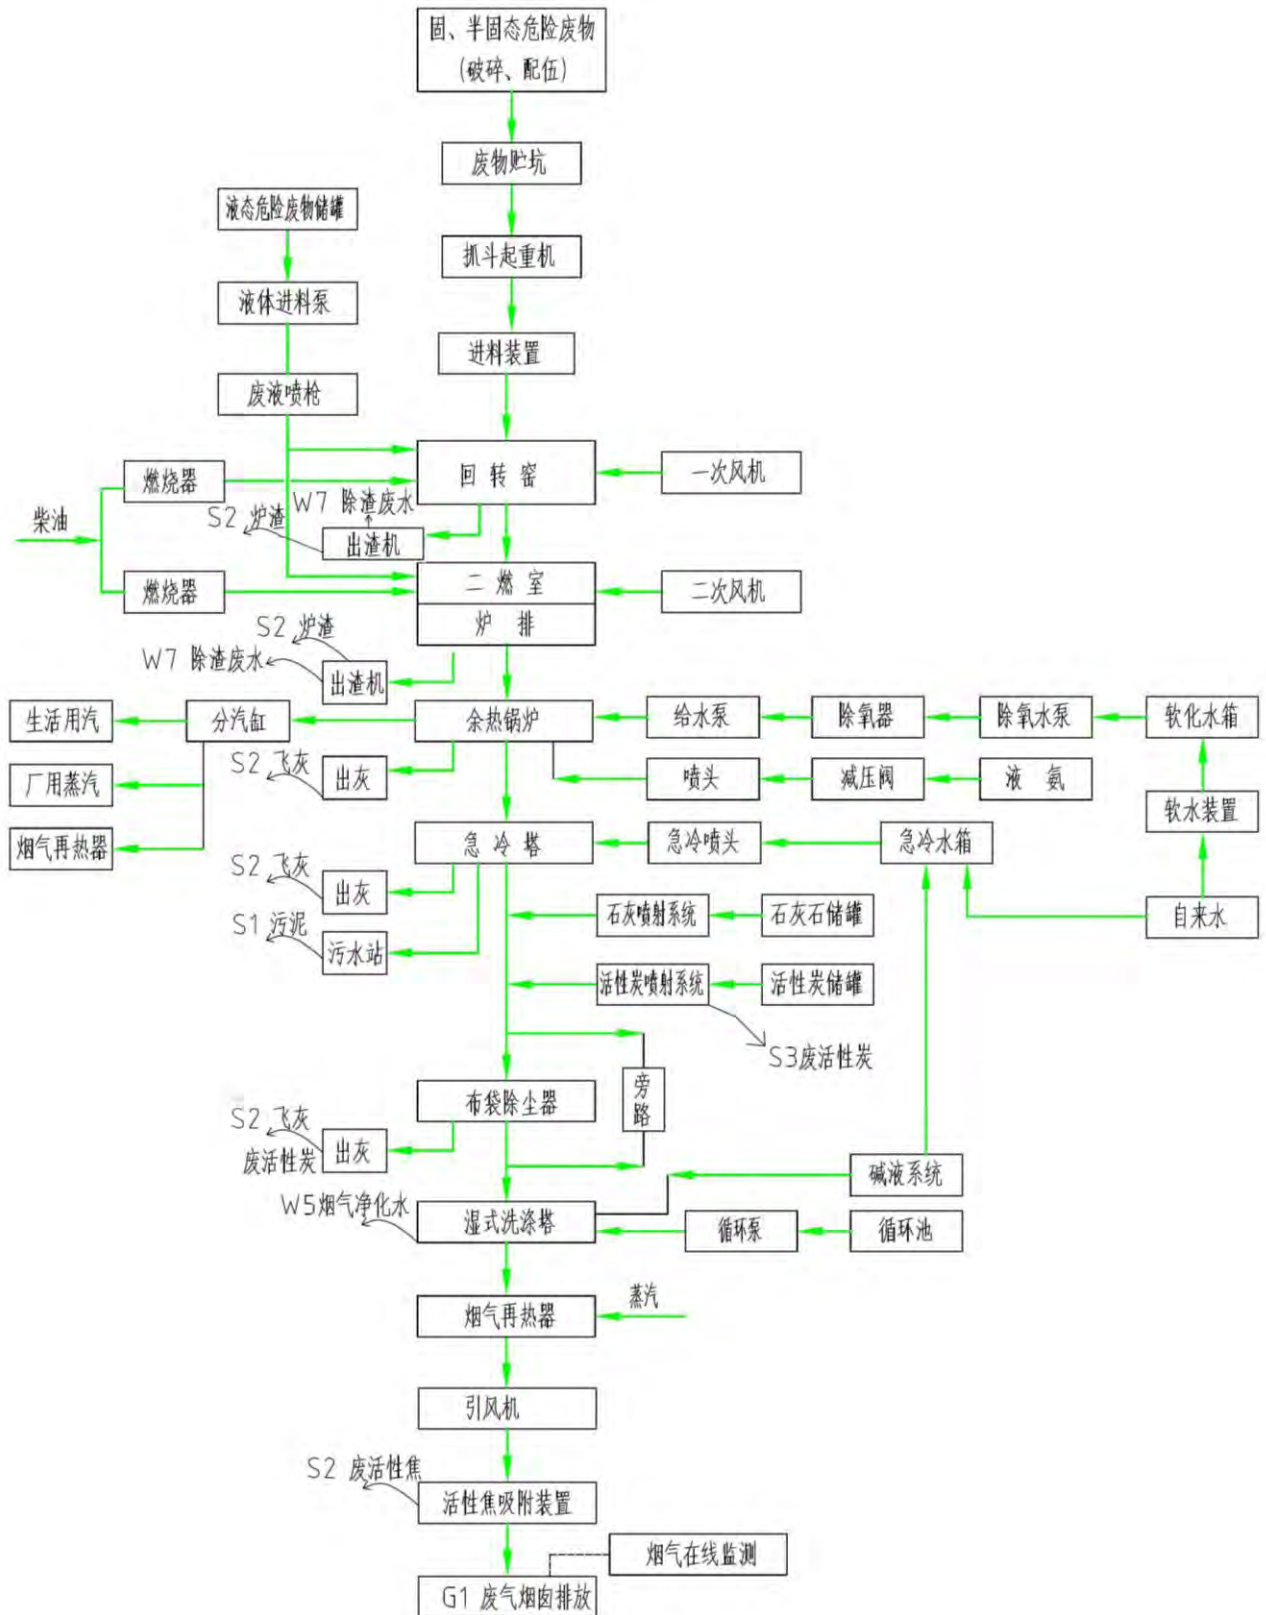 固、半固态危险废物
(破碎、配伍)
废物贮坑
液态危险废物储罐
抓斗起重机
液体进料泵
进料装置
废液喷枪
燃烧器
回转窑
一次风机
W7 除渣废水
S2 炉渣
柴油
出渣机
燃烧器
二燃室
二次风机
炉排
S2 炉渣
W7 除渣废水
出渣机
生活用汽
分汽缸
余热锅炉
给水泵
除氧器
除氧水泵
软化水箱
S2 飞灰
出灰
厂用蒸汽
喷头
减压阀
液氨
软水装置
烟气再热器
急冷塔
急冷喷头
急冷水箱
S2 飞灰
出灰
石灰喷射系统
石灰石储罐
自来水
S1 污泥
污水站
活性炭喷射系统
活性炭储罐
S3废活性炭
布袋除尘器
旁路
S2 飞灰
废活性炭
出灰
碱液系统
W5烟气净化水
湿式洗涤塔
循环泵
循环池
烟气再热器
蒸汽
引风机
S2 废活性焦
活性焦吸附装置
烟气在线监测
G1 废气烟囱排放